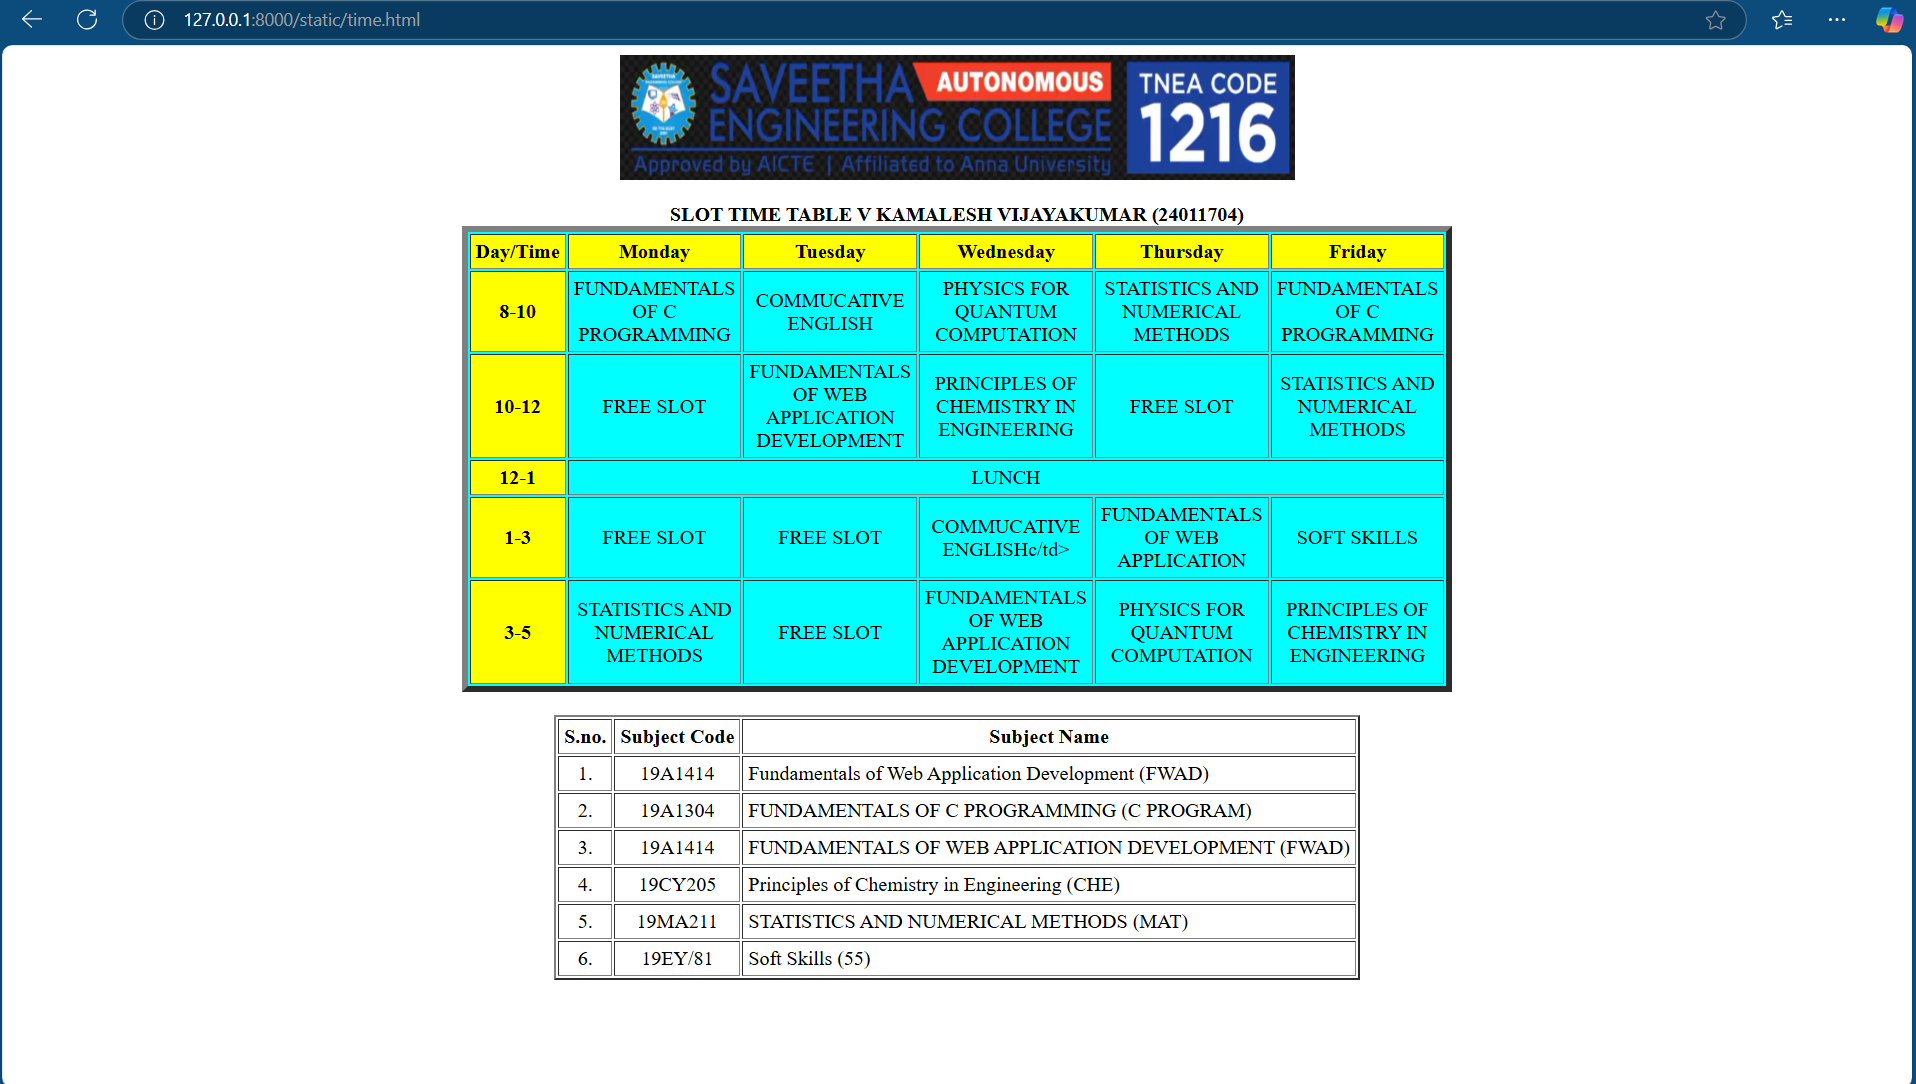 127.0.0.1:8000/static/time.html
SAVEETHA AUTONOMOUS
ENGINEERING COLLEGE
Approved by AICTE | Affiliated to Anna University
TNEA CODE
1216
SLOT TIME TABLE V KAMALESH VIJAYAKUMAR (24011704)
Day/Time Monday Tuesday Wednesday Thursday Friday
8-10
FUNDAMENTALS
OF C
PROGRAMMING
COMMUCATIVE
ENGLISH
PHYSICS FOR
QUANTUM
COMPUTATION
STATISTICS AND
NUMERICAL
METHODS
FUNDAMENTALS
OF C
PROGRAMMING
10-12
FREE SLOT
FUNDAMENTALS
OF WEB
APPLICATION
DEVELOPMENT
PRINCIPLES OF
CHEMISTRY IN
ENGINEERING
FREE SLOT
STATISTICS AND
NUMERICAL
METHODS
12-1
LUNCH
1-3
FREE SLOT
FREE SLOT
COMMUCATIVE
ENGLISHc/td>
FUNDAMENTALS
OF WEB
APPLICATION
SOFT SKILLS
3-5
STATISTICS AND
NUMERICAL
METHODS
FREE SLOT
FUNDAMENTALS
OF WEB
APPLICATION
DEVELOPMENT
PHYSICS FOR
QUANTUM
COMPUTATION
PRINCIPLES OF
CHEMISTRY IN
ENGINEERING
S.no. Subject Code Subject Name
1. 19A1414 Fundamentals of Web Application Development (FWAD)
2. 19A1304 FUNDAMENTALS OF C PROGRAMMING (C PROGRAM)
3. 19A1414 FUNDAMENTALS OF WEB APPLICATION DEVELOPMENT (FWAD)
4. 19CY205 Principles of Chemistry in Engineering (CHE)
5. 19MA211 STATISTICS AND NUMERICAL METHODS (MAT)
6. 19EY/81 Soft Skills (55)